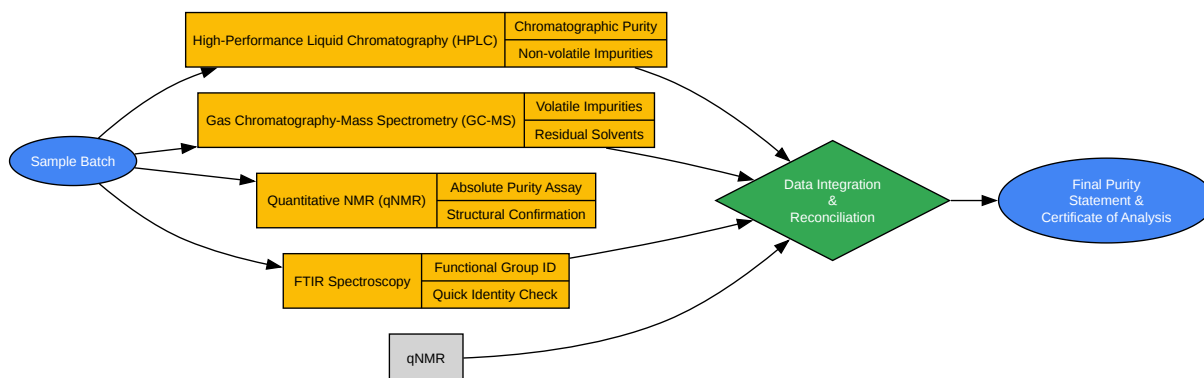 High-Performance Liquid Chromatography (HPLC)
Chromatographic Purity
Non-volatile Impurities
Gas Chromatography-Mass Spectrometry (GC-MS)
Volatile Impurities
Residual Solvents
Sample Batch
Quantitative NMR (qNMR)
Absolute Purity Assay
Structural Confirmation
FTIR Spectroscopy
Functional Group ID
Quick Identity Check
qNMR
Data Integration
&
Reconciliation
Final Purity
Statement &
Certificate of Analysis